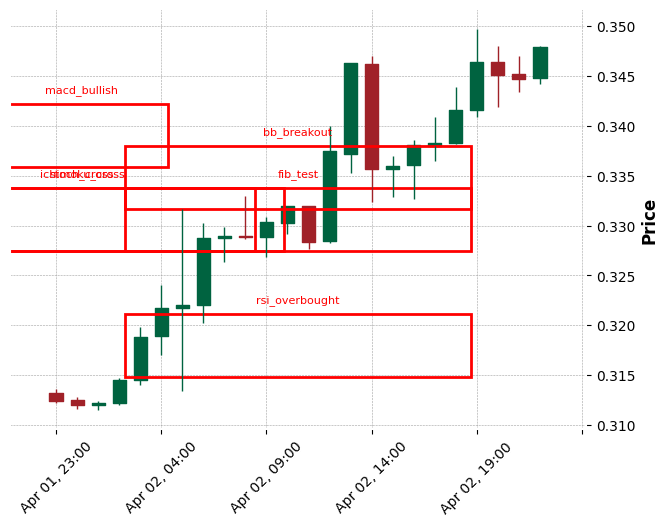 macd_bullish
bb_breakout
fib_test
rsi_overbought
0.350
0.345
0.340
0.335
0.330
0.325
0.320
0.315
0.310
Price
Apr 01, 23:00
Apr 02, 04:00
Apr 02, 09:00
Apr 02, 14:00
Apr 02, 19:00